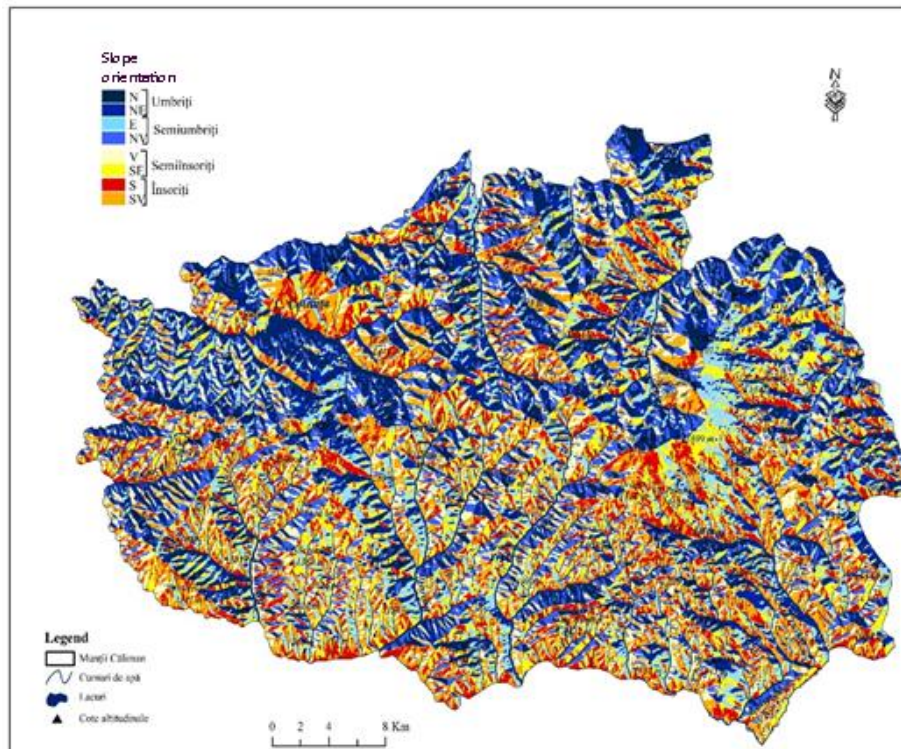 Slope
orientation
N
NE
Umbriți
E
NV
Semiumbriți
V
SE
Semiînsoriți
S
SV
Însoriți
N
Legend
Munții Căliman
Cursuri de apă
Lacuri
Cote altitudinale
0 2 4 8 Km